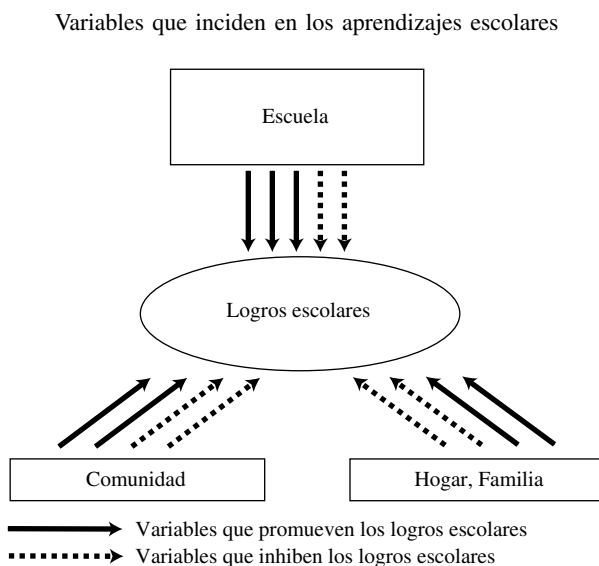 Variables que inciden en los aprendizajes escolares
Escuela
Logros escolares
Comunidad
Hogar, Familia
Variables que promueven los logros escolares
Variables que inhiben los logros escolares